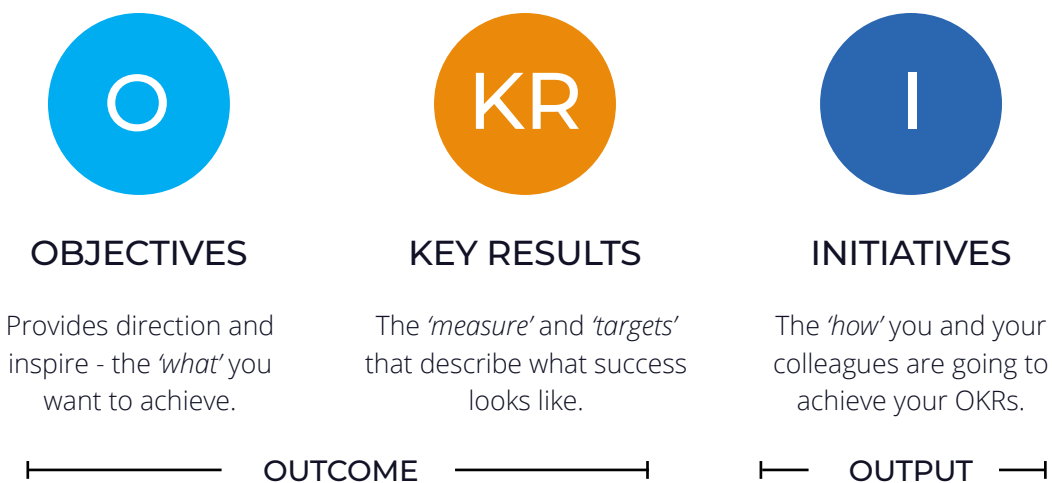 O
KR
I
OBJECTIVES
KEY RESULTS
INITIATIVES
Provides direction and
inspire - the ‘what’ you
want to achieve.
The ‘measure’ and ‘targets’
that describe what success
looks like.
The ‘how’ you and your
colleagues are going to
achieve your OKRs.
OUTCOME
OUTPUT